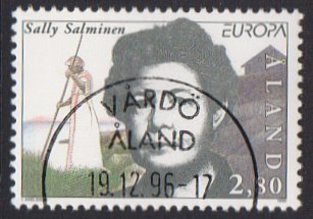 Sally Salminen
EUROPA
ÅLAND
VÅRDÖ
ÅLAND
19.12.96-17
2,80